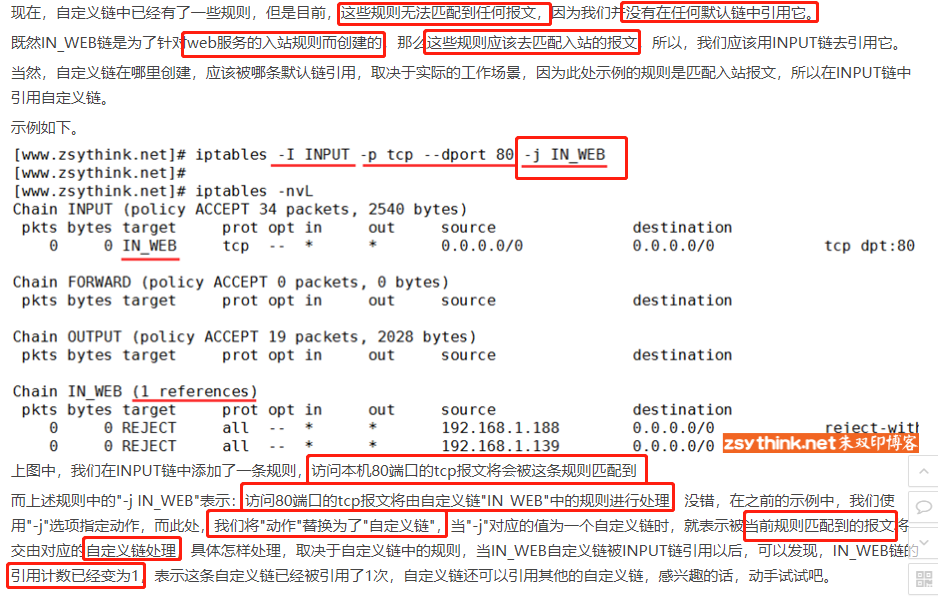 现在，自定义链中已经有了一些规则，但是目前，这些规则无法匹配到任何报文，因为我们并没有在任何默认链中引用它。
既然IN_WEB链是为了针对web服务的入站规则而创建的 那么这些规则应该去匹配入站的报文 所以，我们应该用INPUT链去引用它。
当然，自定义链在哪里创建，应该被哪条默认链引用，取决于实际的工作场景，因为此处示例的规则是匹配入站报文，所以在INPUT链中
引用自定义链。
示例如下。
[www.zsythink.net]# iptables -I INPUT -p tcp --dport 80 -j IN_WEB
[www.zsythink.net]#
[www.zsythink.net]# iptables -nvL
Chain INPUT (policy ACCEPT 34 packets, 2540 bytes)
pkts bytes target prot opt in out source destination
0 0 IN_WEB tcp -- * * 0.0.0.0/0 0.0.0.0/0 tcp dpt:80
Chain FORWARD (policy ACCEPT 0 packets, 0 bytes)
pkts bytes target prot opt in out source destination
Chain OUTPUT (policy ACCEPT 19 packets, 2028 bytes)
pkts bytes target prot opt in out source destination
Chain IN_WEB (1 references)
pkts bytes target prot opt in out source destination
0 0 REJECT all -- * * 192.168.1.188 0.0.0.0/0 reject-with
0 0 REJECT all -- * * 192.168.1.139 0.0.0.0/0
zsythink.net朱双印博客
上图中，我们在INPUT链中添加了一条规则，访问本机80端口的tcp报文将会被这条规则匹配到
而上述规则中的"-j IN_WEB"表示：访问80端口的tcp报文将由自定义链"IN_WEB"中的规则进行处理 没错，在之前的示例中，我们使
用"-j"选项指定动作，而此处，我们将"动作"替换为了"自定义链"，当"-j"对应的值为一个自定义链时，就表示被当前规则匹配到的报文将
交由对应的自定义链处理 具体怎样处理，取决于自定义链中的规则，当IN_WEB自定义链被INPUT链引用以后，可以发现，IN_WEB链的
引用计数已经变为1，表示这条自定义链已经被引用了1次，自定义链还可以引用其他的自定义链，感兴趣的话，动手试试吧。